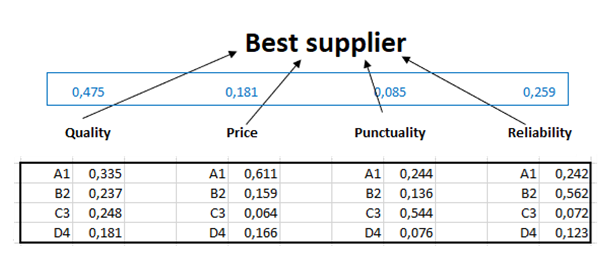 Best supplier
0,475 0,181 0,085 0,259
Quality Price Punctuality Reliability
A1 0,335 A1 0,611 A1 0,244 A1 0,242
B2 0,237 B2 0,159 B2 0,136 B2 0,562
C3 0,248 C3 0,064 C3 0,544 C3 0,072
D4 0,181 D4 0,166 D4 0,076 D4 0,123